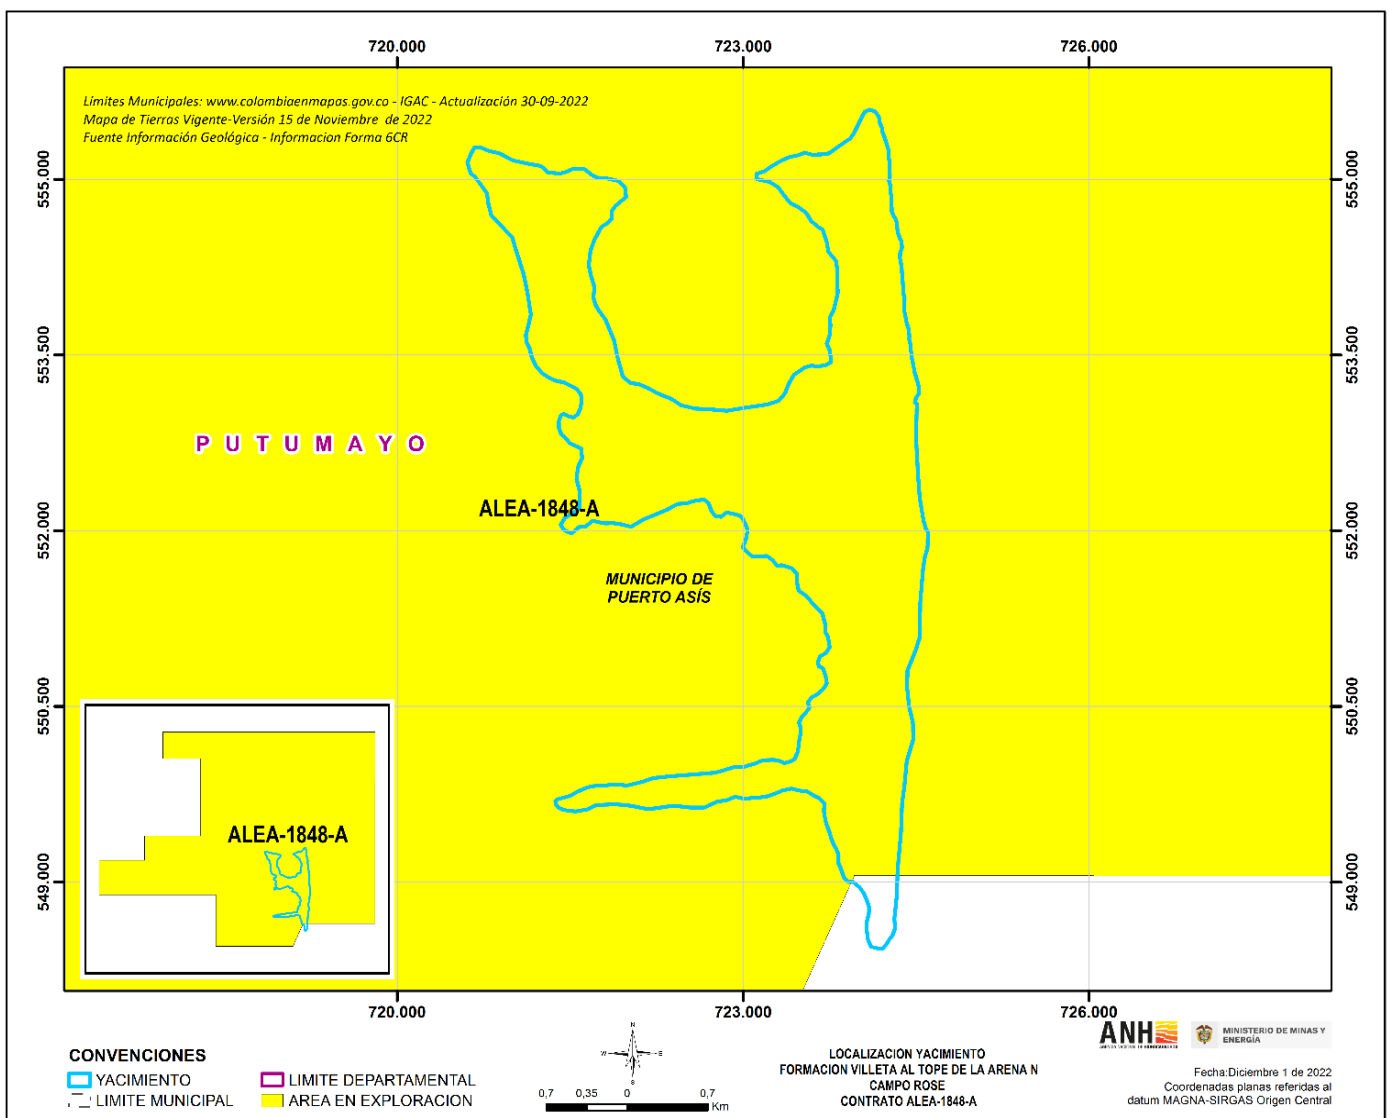 720.000
723.000
726.000
Límites Municipales: www.colombiaenmapas.gov.co - IGAC - Actualización 30-09-2022
Mapa de Tierras Vigente-Versión 15 de Noviembre de 2022
Fuente Información Geológica - Informacion Forma 6CR
555.000
555.000
553.500
553.500
PUTUMAYO
ALEA-1848-A
552.000
552.000
MUNICIPIO DE
PUERTO ASÍS
550.500
550.500
ALEA-1848-A
549.000
549.000
720.000
723.000
726.000
CONVENCIONES
YACIMIENTO
LIMITE DEPARTAMENTAL
LIMITE MUNICIPAL
AREA EN EXPLORACION
N
W
E
S
0,7 0,35 0 0,7
Km
LOCALIZACIÓN YACIMIENTO
FORMACION VILLETA AL TOPE DE LA ARENA N
CAMPO ROSE
CONTRATO ALEA-1848-A
ANH
AGENCIA NACIONAL DE HIDROCARBUROS
MINISTERIO DE MINAS Y
ENERGÍA
Fecha:Diciembre 1 de 2022
Coordenadas planas referidas al
datum MAGNA-SIRGAS Origen Central